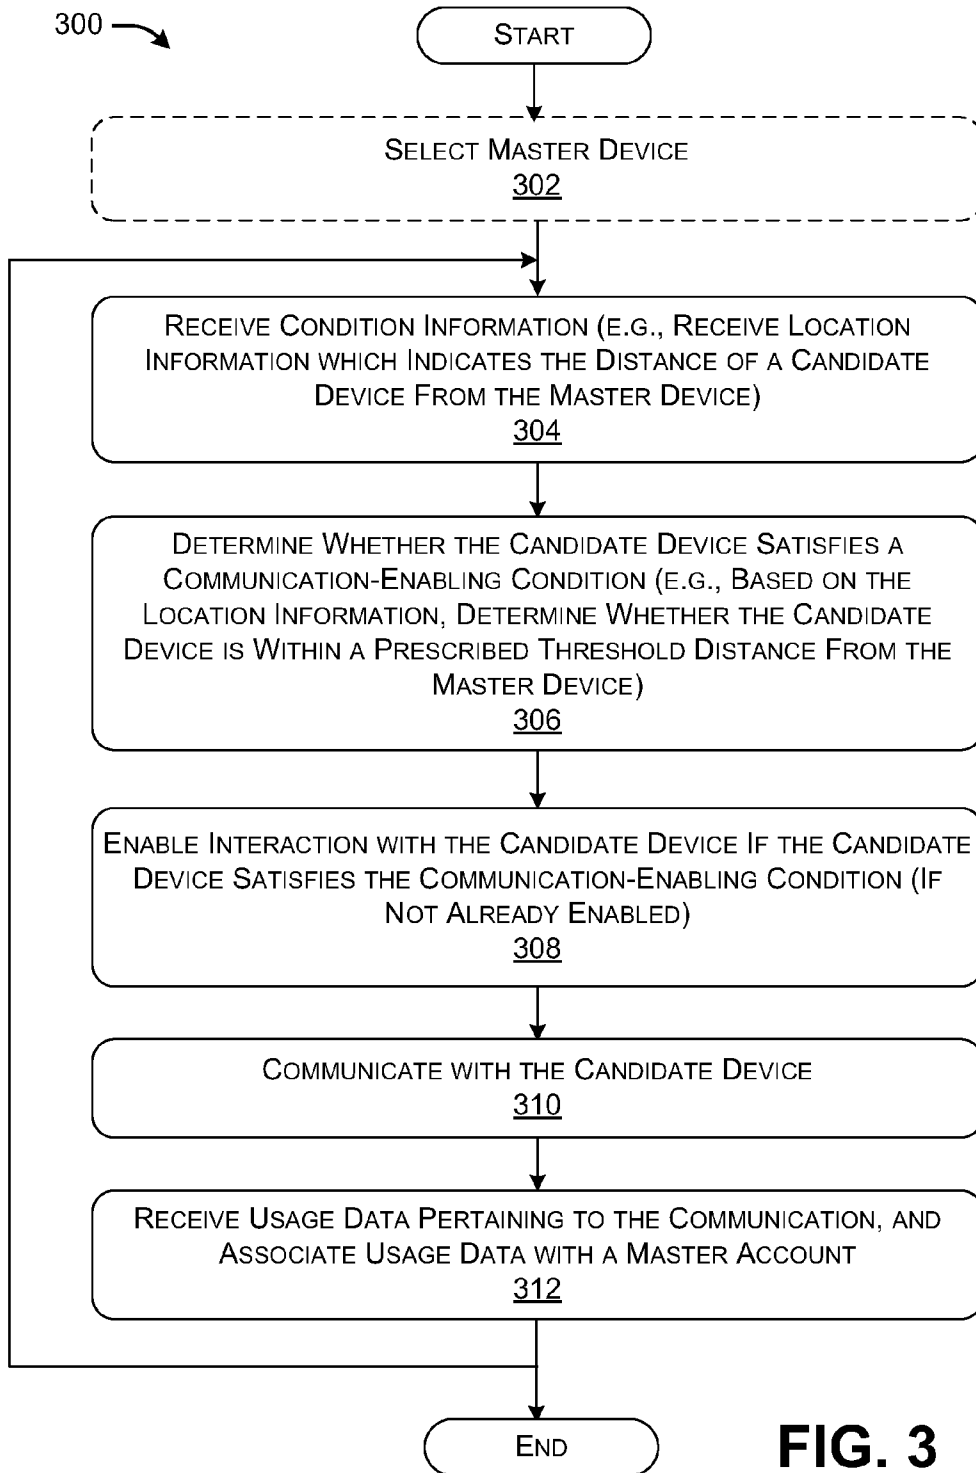 300
START
SELECT MASTER DEVICE
302
RECEIVE CONDITION INFORMATION (E.G., RECEIVE LOCATION
INFORMATION WHICH INDICATES THE DISTANCE OF A CANDIDATE
DEVICE FROM THE MASTER DEVICE)
304
DETERMINE WHETHER THE CANDIDATE DEVICE SATISFIES A
COMMUNICATION-ENABLING CONDITION (E.G., BASED ON THE
LOCATION INFORMATION, DETERMINE WHETHER THE CANDIDATE
DEVICE IS WITHIN A PRESCRIBED THRESHOLD DISTANCE FROM THE
MASTER DEVICE)
306
ENABLE INTERACTION WITH THE CANDIDATE DEVICE IF THE CANDIDATE
DEVICE SATISFIES THE COMMUNICATION-ENABLING CONDITION (IF
NOT ALREADY ENABLED)
308
COMMUNICATE WITH THE CANDIDATE DEVICE
310
RECEIVE USAGE DATA PERTAINING TO THE COMMUNICATION, AND
ASSOCIATE USAGE DATA WITH A MASTER ACCOUNT
312
END
FIG. 3